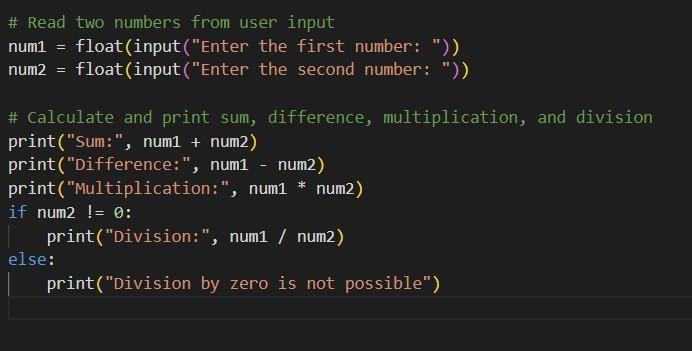 # Read two numbers from user input
num1 = float(input("Enter the first number: "))
num2 = float(input("Enter the second number: "))
# Calculate and print sum, difference, multiplication, and division
print("Sum:", num1 + num2)
print("Difference:", num1 - num2)
print("Multiplication:", num1 * num2)
if num2 != 0:
    print("Division:", num1 / num2)
else:
    print("Division by zero is not possible")